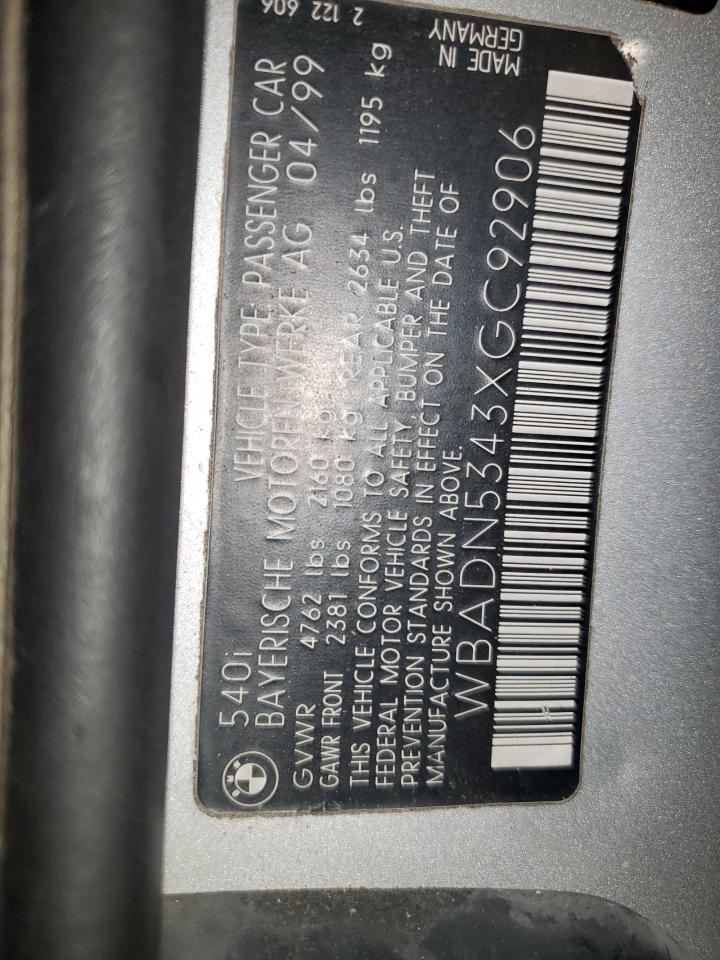 BMW
540i
VEHICLE TYPE: PASSENGER CAR
2 122 606
BAYERISCHE MOTOREN WERKE AG 04/99
GVWR 4762 lbs 2160 kg
GAWR FRONT 2381 lbs 1080 kg REAR 2634 lbs 1195 kg
THIS VEHICLE CONFORMS TO ALL APPLICABLE U.S.
FEDERAL MOTOR VEHICLE SAFETY, BUMPER AND THEFT
PREVENTION STANDARDS IN EFFECT ON THE DATE OF
MANUFACTURE SHOWN ABOVE.
MADE IN
GERMANY
WBADN5343XGC92906